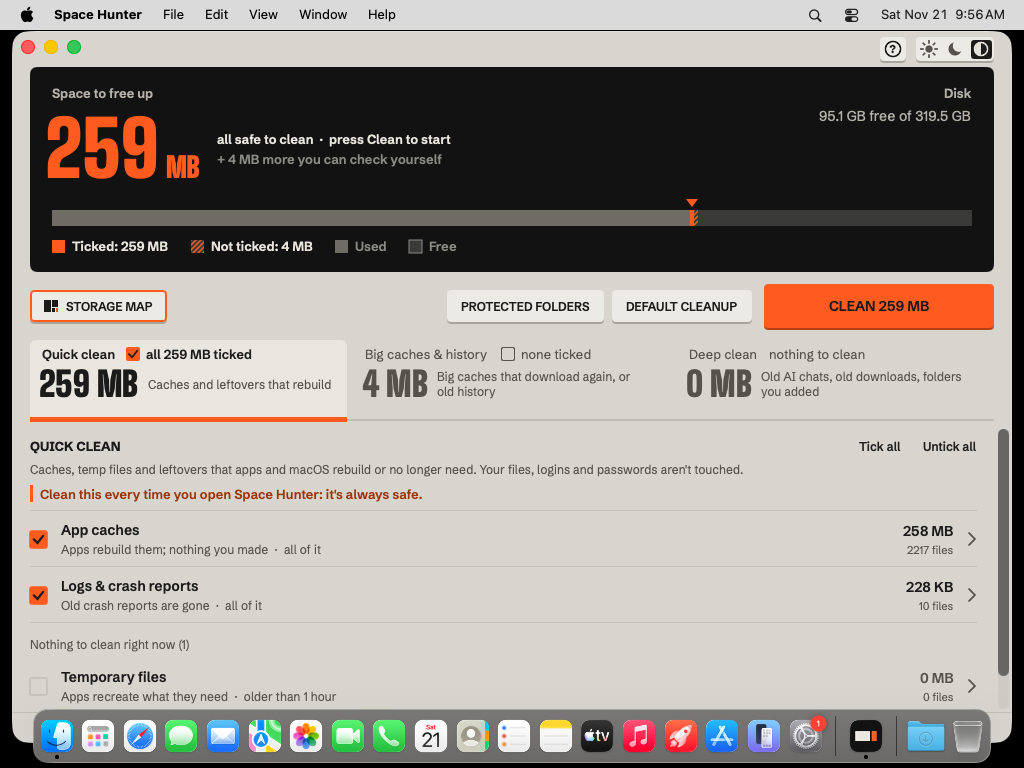 Space Hunter File Edit View Window Help Sat Nov 21 9:56 AM
?
Space to free up
Disk
259 MB
95.1 GB free of 319.5 GB
all safe to clean · press Clean to start
+ 4 MB more you can check yourself
Ticked: 259 MB Not ticked: 4 MB Used Free
STORAGE MAP PROTECTED FOLDERS DEFAULT CLEANUP CLEAN 259 MB
Quick clean all 259 MB ticked
259 MB Caches and leftovers that rebuild
Big caches & history none ticked
4 MB Big caches that download again, or
old history
Deep clean nothing to clean
0 MB Old AI chats, old downloads, folders
you added
QUICK CLEAN Tick all Untick all
Caches, temp files and leftovers that apps and macOS rebuild or no longer need. Your files, logins and passwords aren't touched.
Clean this every time you open Space Hunter: it's always safe.
App caches 258 MB
Apps rebuild them; nothing you made · all of it 2217 files
Logs & crash reports 228 KB
Old crash reports are gone · all of it 10 files
Nothing to clean right now (1)
Temporary files 0 MB
Apps recreate what they need · older than 1 hour 0 files
Sat
21
tv
1